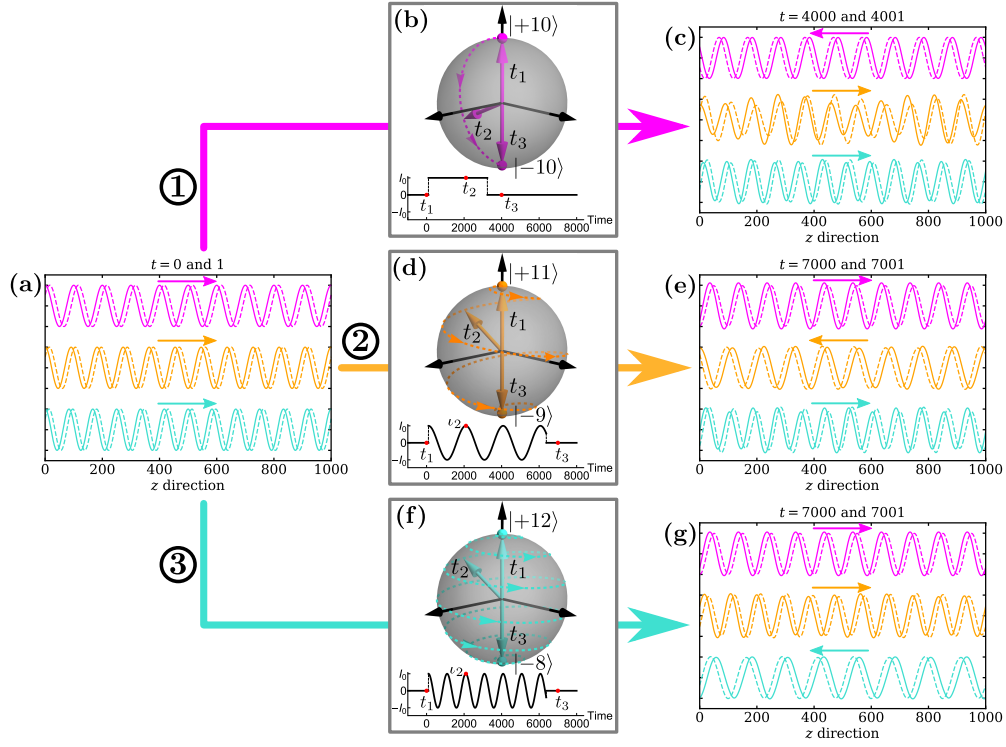 (a)
t = 0 and 1
0 200 400 600 800 1000
z direction
①
②
③
(b)
|+10⟩
t₁
t₂
t₃
|−10⟩
I₀
0
−I₀
t₁
t₂
t₃
Time
0 2000 4000 6000 8000
(c)
t = 4000 and 4001
0 200 400 600 800 1000
z direction
(d)
|+11⟩
t₁
t₂
t₃
|−9⟩
I₀
0
−I₀
t₁
t₃
Time
0 2000 4000 6000 8000
(e)
t = 7000 and 7001
0 200 400 600 800 1000
z direction
(f)
|+12⟩
t₁
t₂
t₃
|−8⟩
I₀
0
−I₀
t₁
t₃
Time
0 2000 4000 6000 8000
(g)
t = 7000 and 7001
0 200 400 600 800 1000
z direction